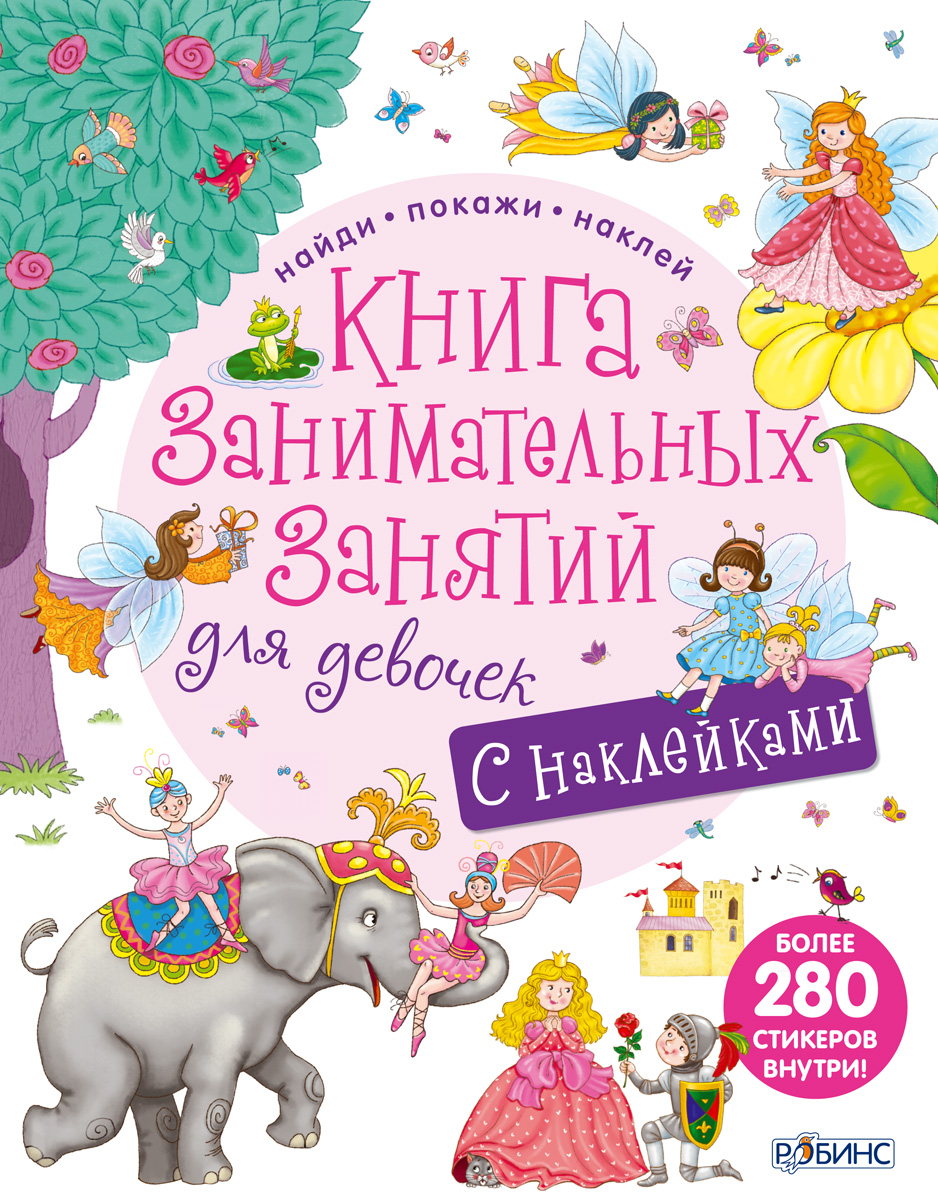 найди • покажи • наклей
Книга
Занимательных
Занятий
для девочек
С наклейками
БОЛЕЕ
280
СТИКЕРОВ
ВНУТРИ!
РОБИНС